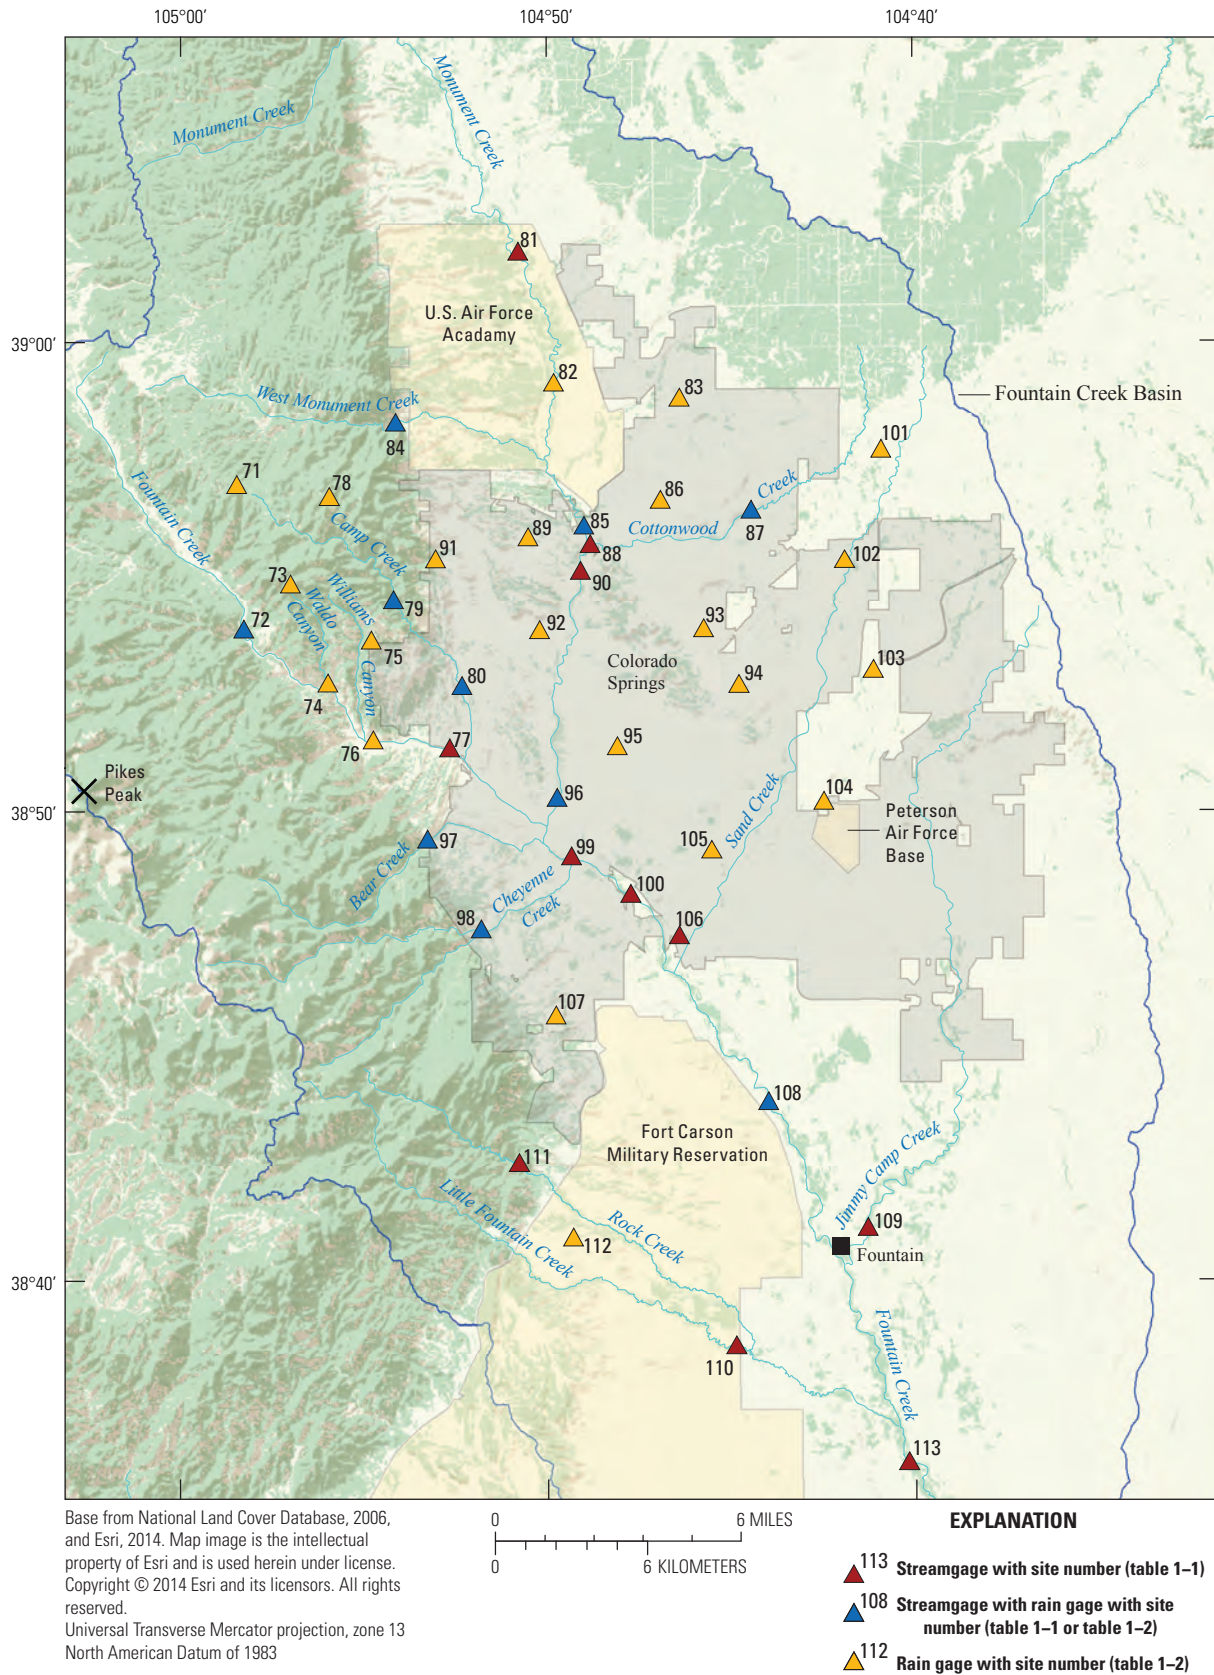 105°00′
104°50′
104°40′
Monument Creek
Monument Creek
81
U.S. Air Force
Acadamy
39°00′
82
83
Fountain Creek Basin
West Monument Creek
84
101
71
78
86
Creek
Fountain Creek
Camp Creek
85
Cottonwood
87
89
88
91
102
90
73
Waldo
Canyon
Williams
Canyon
79
72
92
93
75
Colorado
Springs
103
80
94
74
77
95
76
Pikes
Peak
96
104
38°50′
Sand Creek
Peterson
Air Force
Base
97
99
105
Bear Creek
Cheyenne
Creek
100
98
106
107
108
Fort Carson
Military Reservation
Jimmy Camp Creek
111
Little Fountain Creek
Rock Creek
109
112
Fountain
38°40′
110
Fountain Creek
113
Base from National Land Cover Database, 2006,
and Esri, 2014. Map image is the intellectual
property of Esri and is used herein under license.
Copyright © 2014 Esri and its licensors. All rights
reserved.
Universal Transverse Mercator projection, zone 13
North American Datum of 1983
0 6 MILES
0 6 KILOMETERS
EXPLANATION
113 Streamgage with site number (table 1–1)
108 Streamgage with rain gage with site
number (table 1–1 or table 1–2)
112 Rain gage with site number (table 1–2)